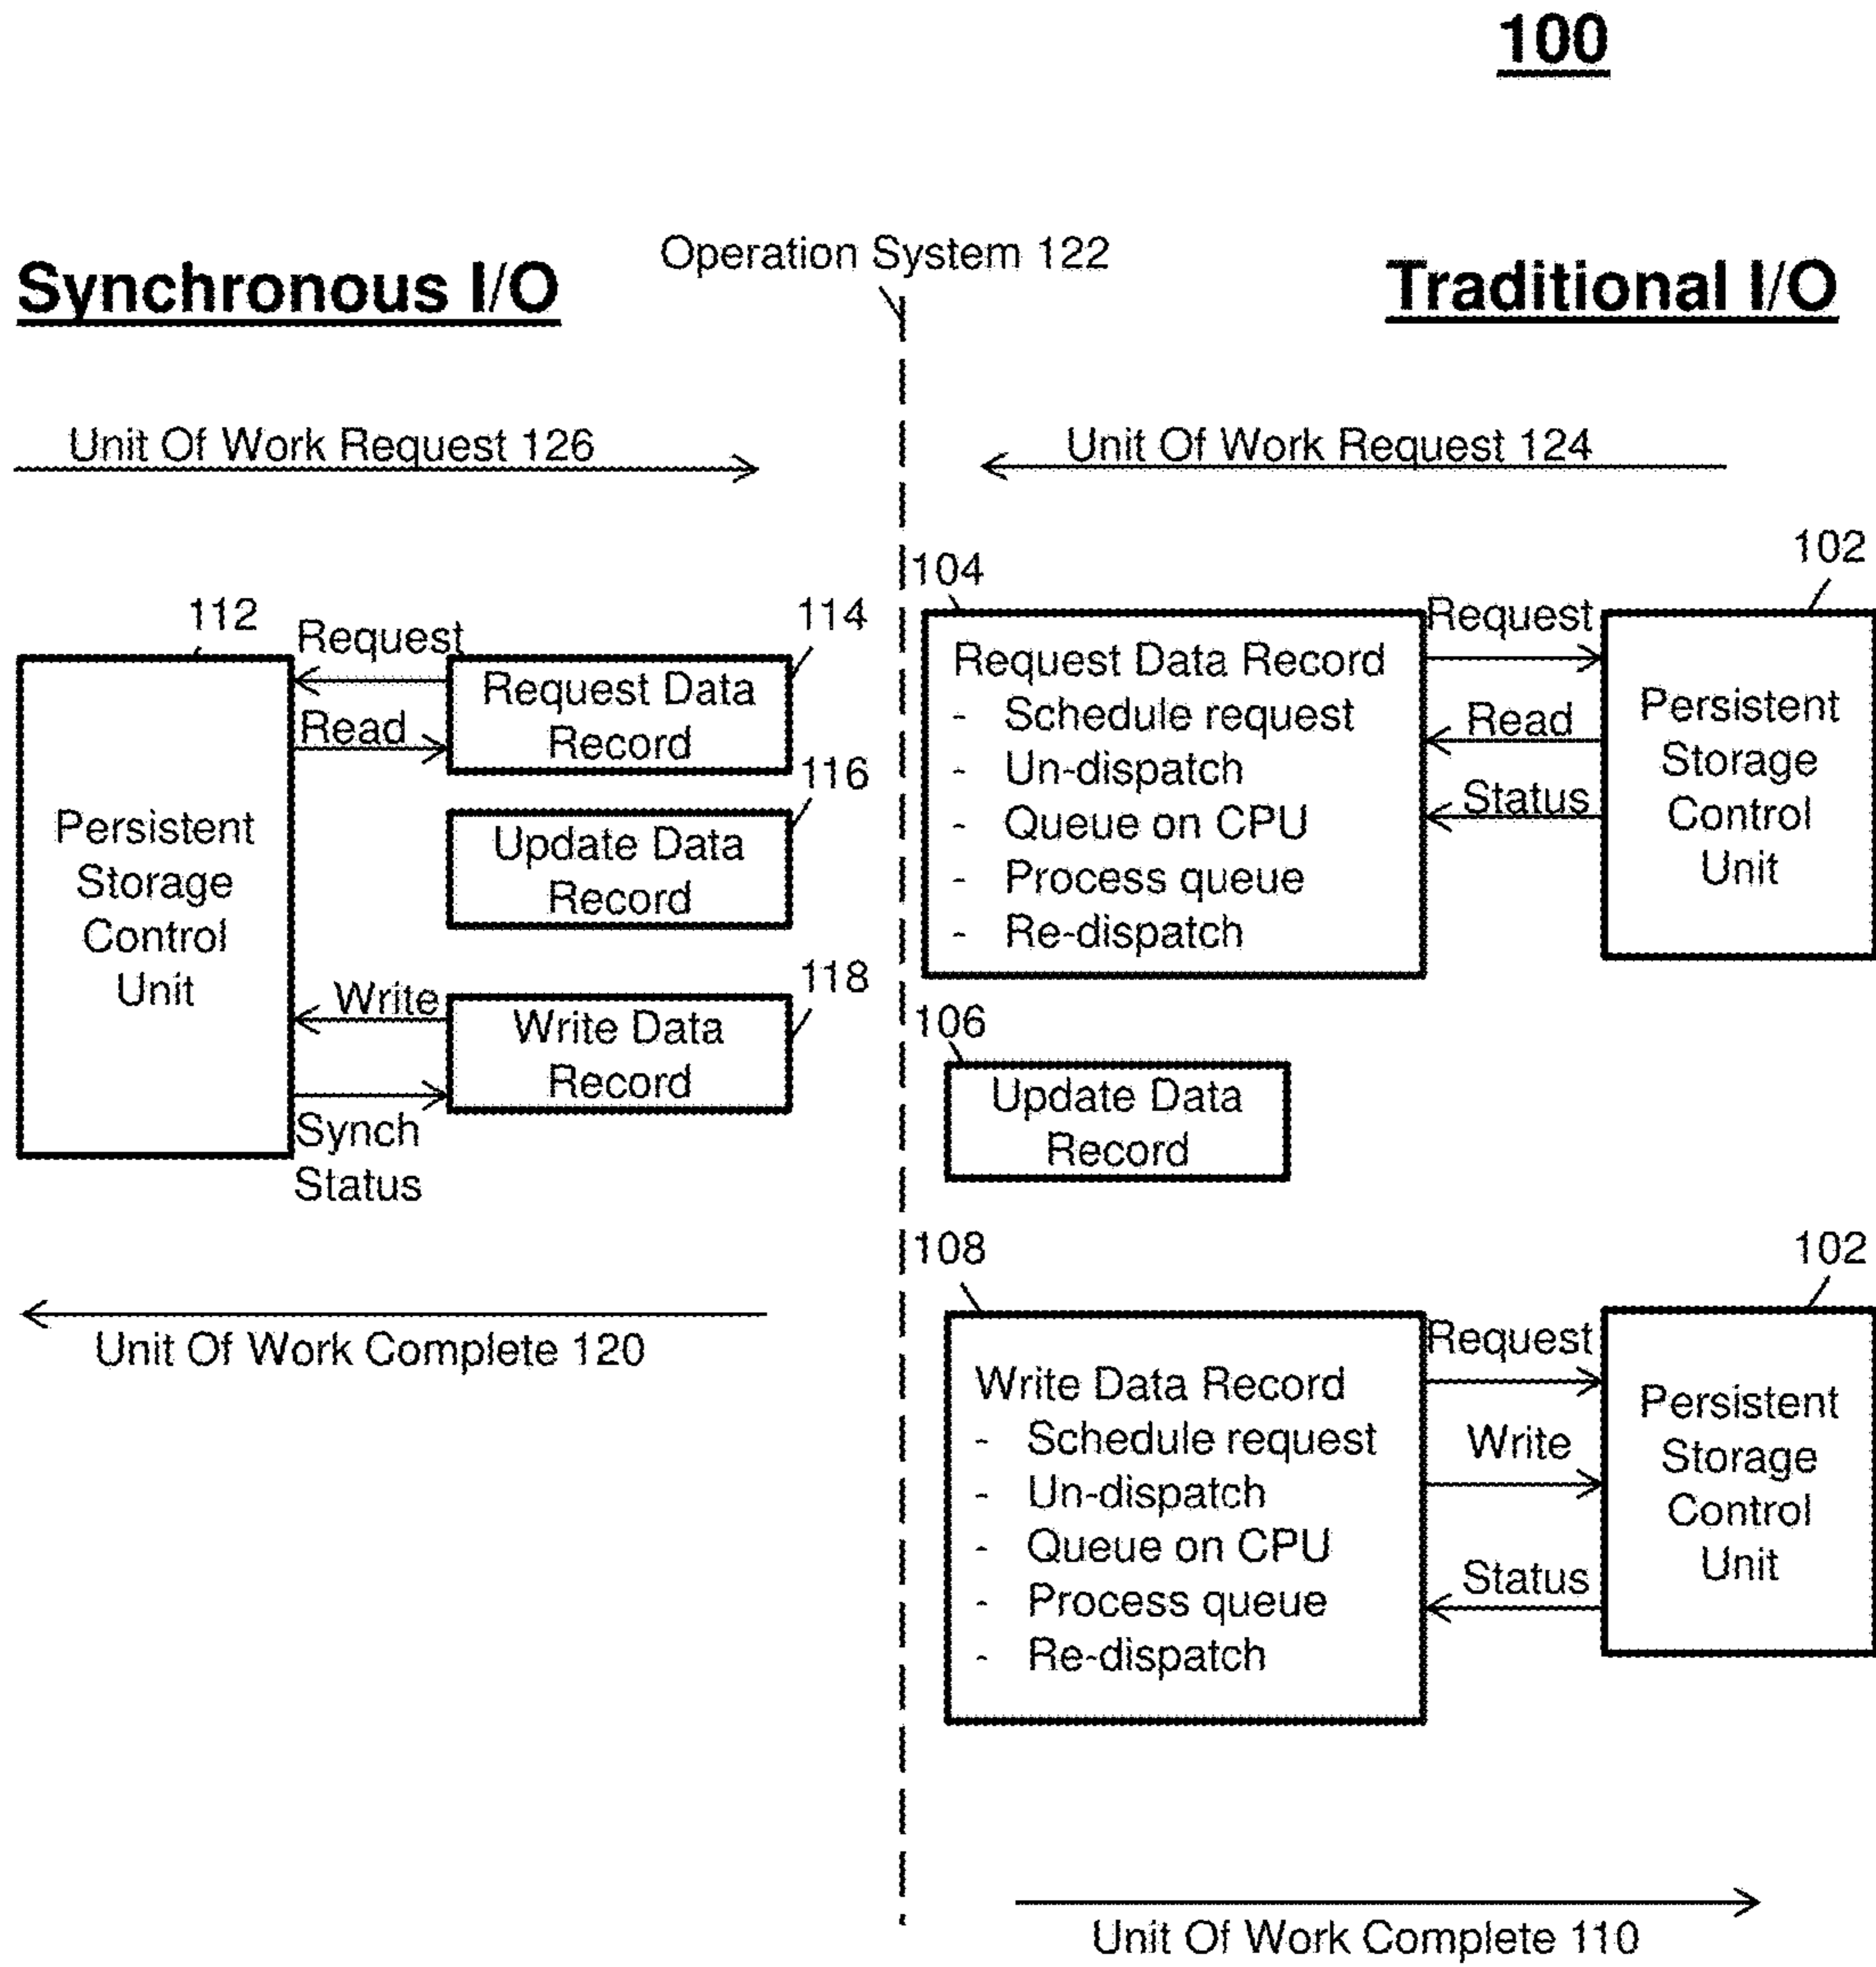 100
Operation System 122
Synchronous I/O
Traditional I/O
Unit Of Work Request 126
Unit Of Work Request 124
112
Request
114
Request Data
Record
Read
116
Persistent
Storage
Control
Unit
Update Data
Record
118
Write
Write Data
Record
Synch
Status
Unit Of Work Complete 120
104
102
Request
Request Data Record
- Schedule request
- Un-dispatch
- Queue on CPU
- Process queue
- Re-dispatch
Read
Status
Persistent
Storage
Control
Unit
106
Update Data
Record
108
102
Request
Write Data Record
- Schedule request
- Un-dispatch
- Queue on CPU
- Process queue
- Re-dispatch
Write
Status
Persistent
Storage
Control
Unit
Unit Of Work Complete 110